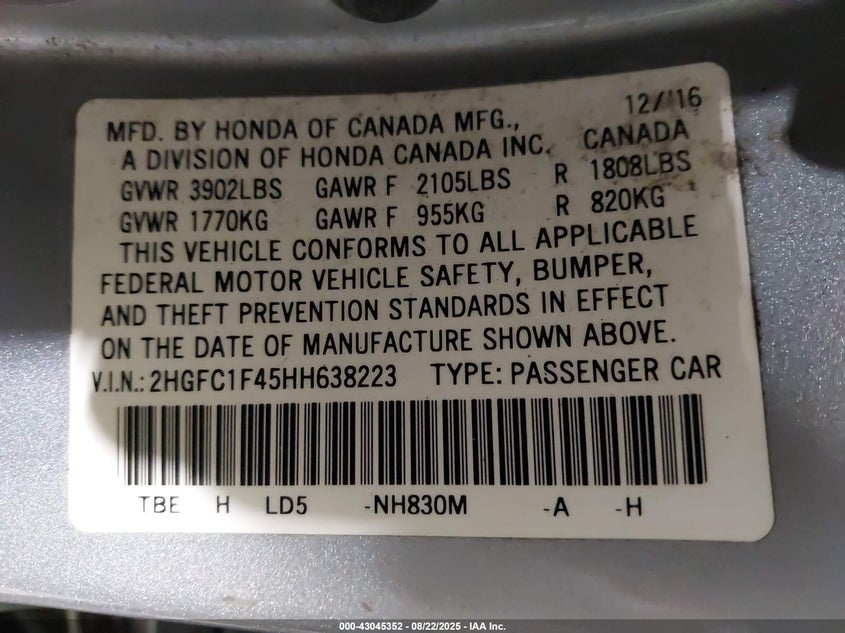 12/'16
MFD. BY HONDA OF CANADA MFG.,
A DIVISION OF HONDA CANADA INC. CANADA
GVWR 3902LBS GAWR F 2105LBS R 1808LBS
GVWR 1770KG GAWR F 955KG R 820KG
THIS VEHICLE CONFORMS TO ALL APPLICABLE
FEDERAL MOTOR VEHICLE SAFETY, BUMPER,
AND THEFT PREVENTION STANDARDS IN EFFECT
ON THE DATE OF MANUFACTURE SHOWN ABOVE.
V.I.N.: 2HGFC1F45HH638223 TYPE: PASSENGER CAR
TBE H LD5 -NH830M -A -H
000-43045352 - 08/22/2025 - IAA Inc.